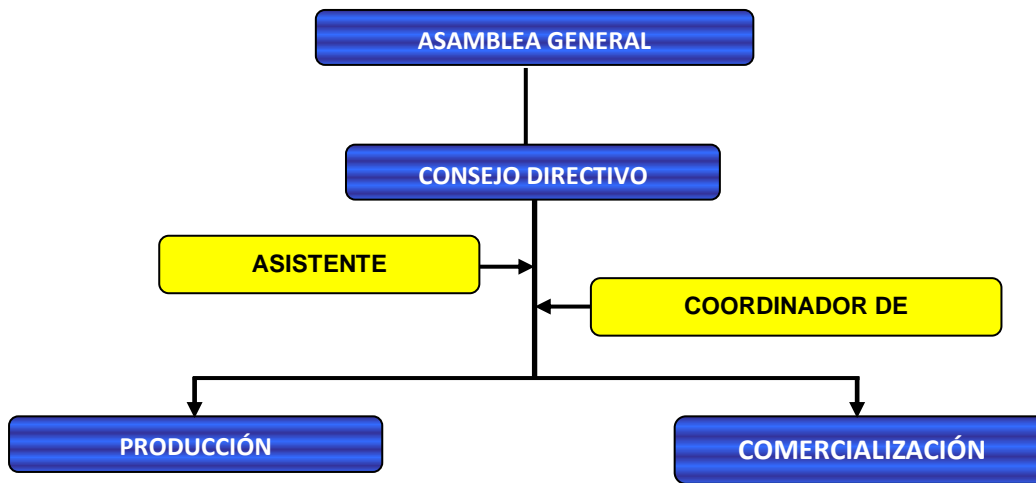 ASAMBLEA GENERAL
CONSEJO DIRECTIVO
ASISTENTE
COORDINADOR DE
PRODUCCIÓN
COMERCIALIZACIÓN